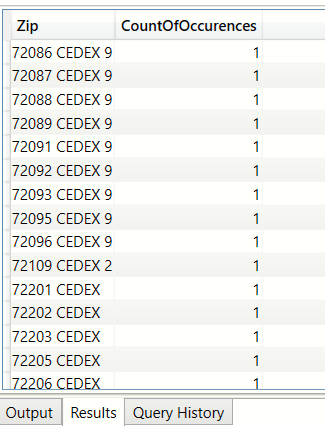 Zip CountOfOccurences
72086 CEDEX 9 1
72087 CEDEX 9 1
72088 CEDEX 9 1
72089 CEDEX 9 1
72091 CEDEX 9 1
72092 CEDEX 9 1
72093 CEDEX 9 1
72095 CEDEX 9 1
72096 CEDEX 9 1
72109 CEDEX 2 1
72201 CEDEX 1
72202 CEDEX 1
72203 CEDEX 1
72205 CEDEX 1
72206 CEDEX 1
Output Results Query History